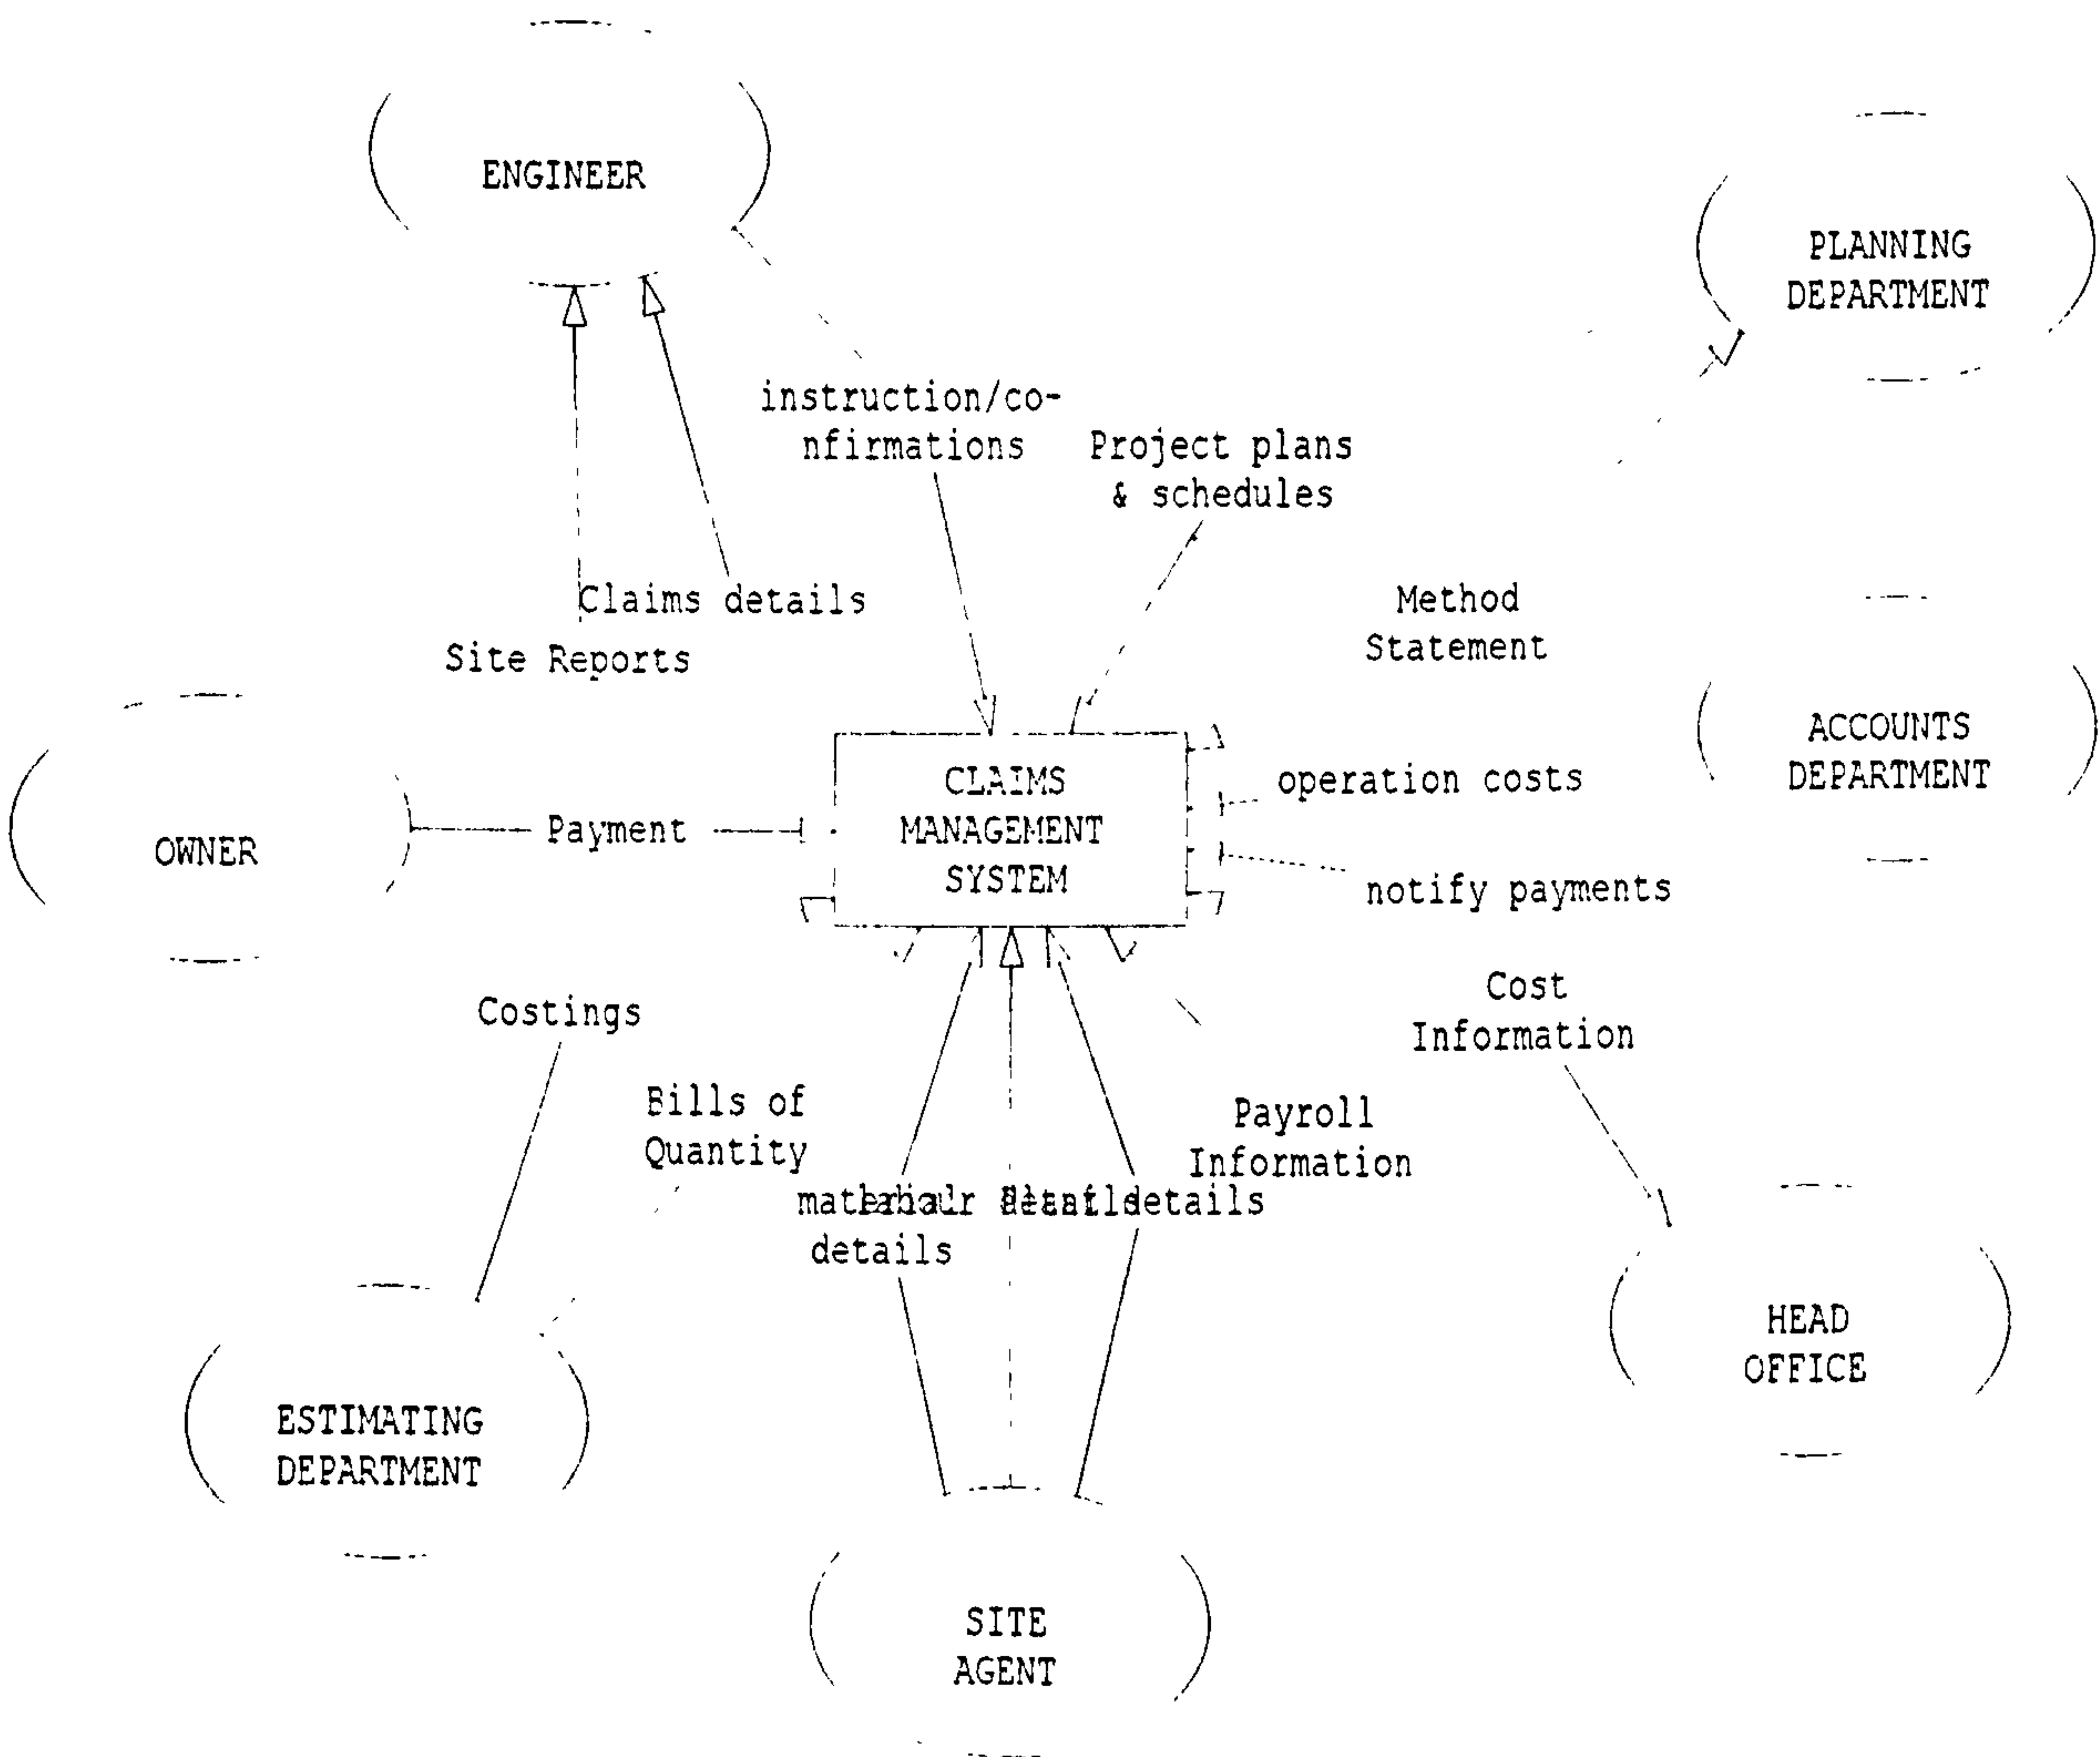 ENGINEER
PLANNING
DEPARTMENT
instruction/co-
nfirmations
Project plans
& schedules
Claims details
Method
Statement
Site Reports
ACCOUNTS
DEPARTMENT
CLAIMS
MANAGEMENT
SYSTEM
operation costs
OWNER
Payment
notify payments
Costings
Cost
Information
Bills of
Quantity
Payroll
Information
details
details
HEAD
OFFICE
ESTIMATING
DEPARTMENT
SITE
AGENT